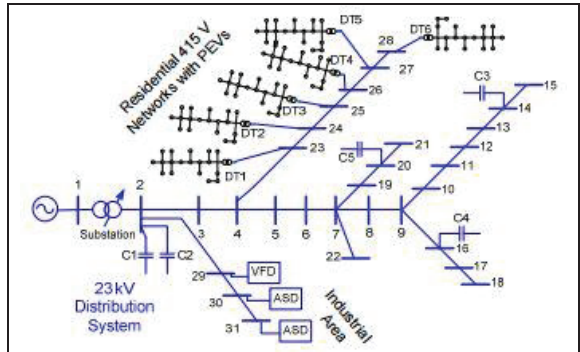 DT5
DT6
28
27
DT4
26
DT3
25
DT2
24
DT1
23
Residential 415 V
Networks with PEVs
C3
15
14
13
12
11
10
21
C5
20
19
1
2
3
4
5
6
7
8
9
22
C4
16
17
18
Substation
C1
C2
23kV
Distribution
System
29
VFD
30
ASD
31
ASD
Industrial
Area